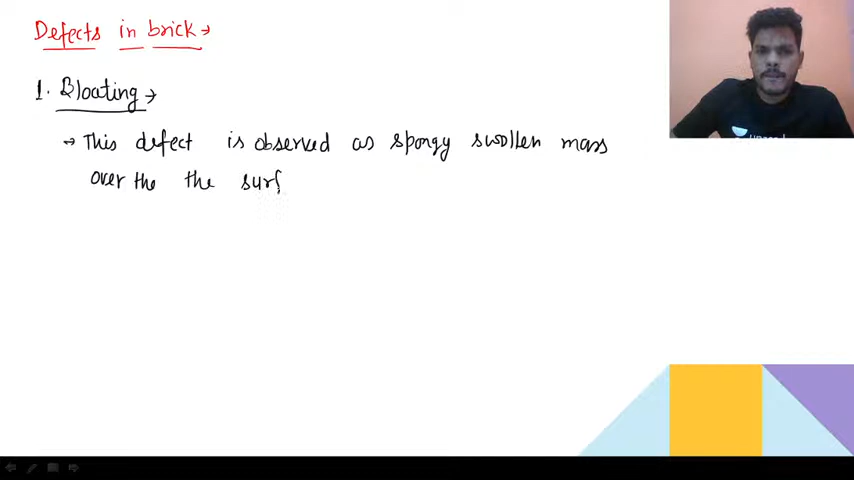 Defects in brick →
1. Bloating →
→ This defect is observed as spongy swollen mass
over the the surf